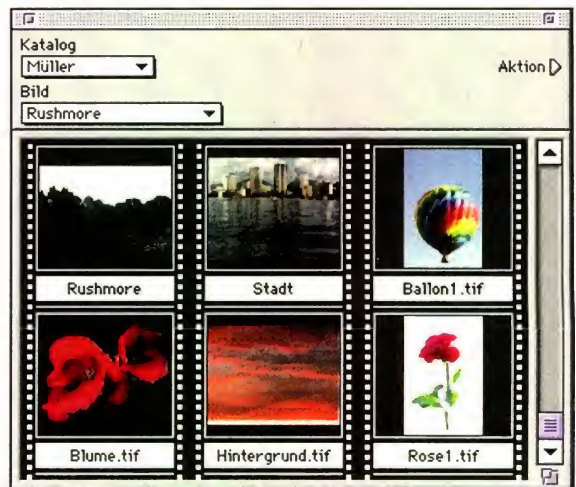 Katalog
Müller
Aktion
Bild
Rushmore
Rushmore Stadt Ballon1.tif
Blume.tif Hintergrund.tif Rose1.tif